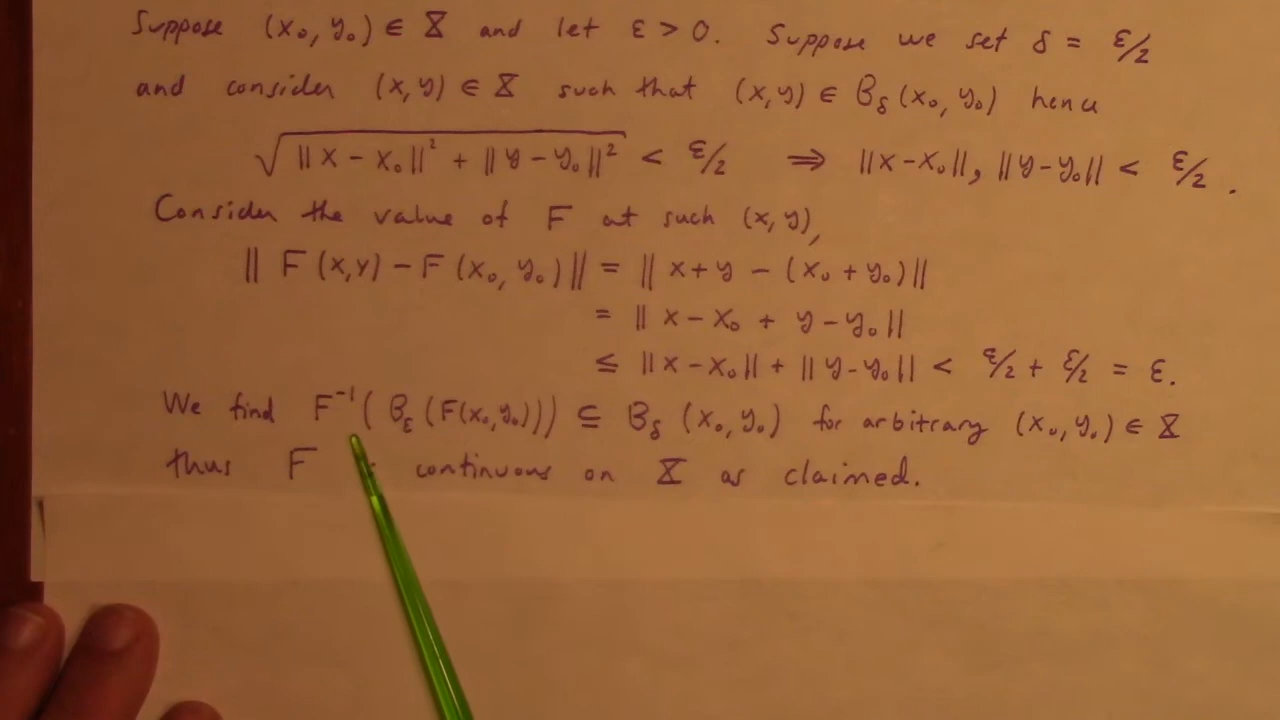 Suppose (x₀, y₀) ∈ X and let ε > 0. Suppose we set δ = ε/2
and consider (x, y) ∈ X such that (x, y) ∈ B_δ(x₀, y₀) hence
√(‖x − x₀‖² + ‖y − y₀‖²) < ε/2 ⇒ ‖x − x₀‖, ‖y − y₀‖ < ε/2.
Consider the value of F at such (x, y),
‖F(x, y) − F(x₀, y₀)‖ = ‖x + y − (x₀ + y₀)‖
= ‖x − x₀ + y − y₀‖
≤ ‖x − x₀‖ + ‖y − y₀‖ < ε/2 + ε/2 = ε.
We find F⁻¹(B_ε(F(x₀, y₀))) ⊆ B_δ(x₀, y₀) for arbitrary (x₀, y₀) ∈ X
thus F continuous on X as claimed.